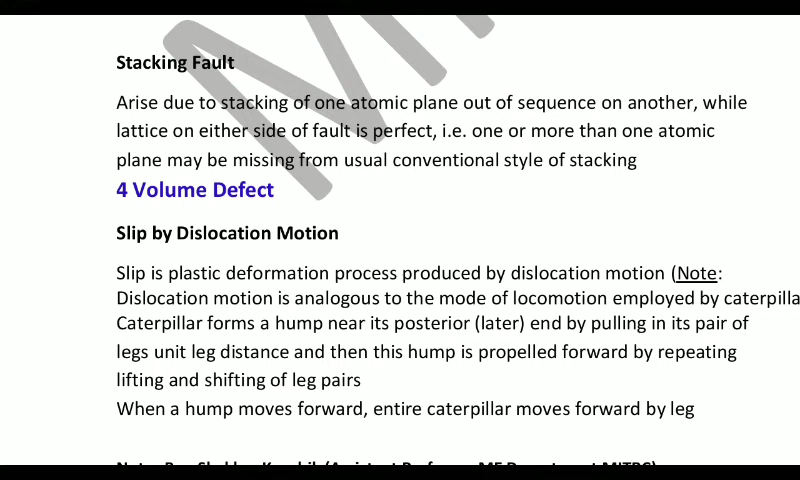 Stacking Fault
Arise due to stacking of one atomic plane out of sequence on another, while
lattice on either side of fault is perfect, i.e. one or more than one atomic
plane may be missing from usual conventional style of stacking
4 Volume Defect
Slip by Dislocation Motion
Slip is plastic deformation process produced by dislocation motion (Note:
Dislocation motion is analogous to the mode of locomotion employed by caterpilla
Caterpillar forms a hump near its posterior (later) end by pulling in its pair of
legs unit leg distance and then this hump is propelled forward by repeating
lifting and shifting of leg pairs
When a hump moves forward, entire caterpillar moves forward by leg